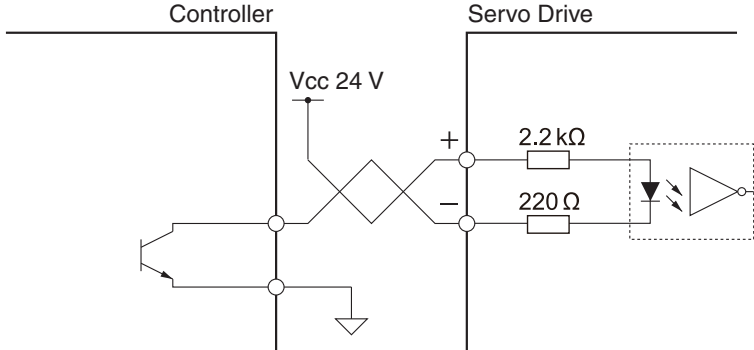 Controller
Servo Drive
Vcc 24 V
+
2.2 kΩ
−
220 Ω